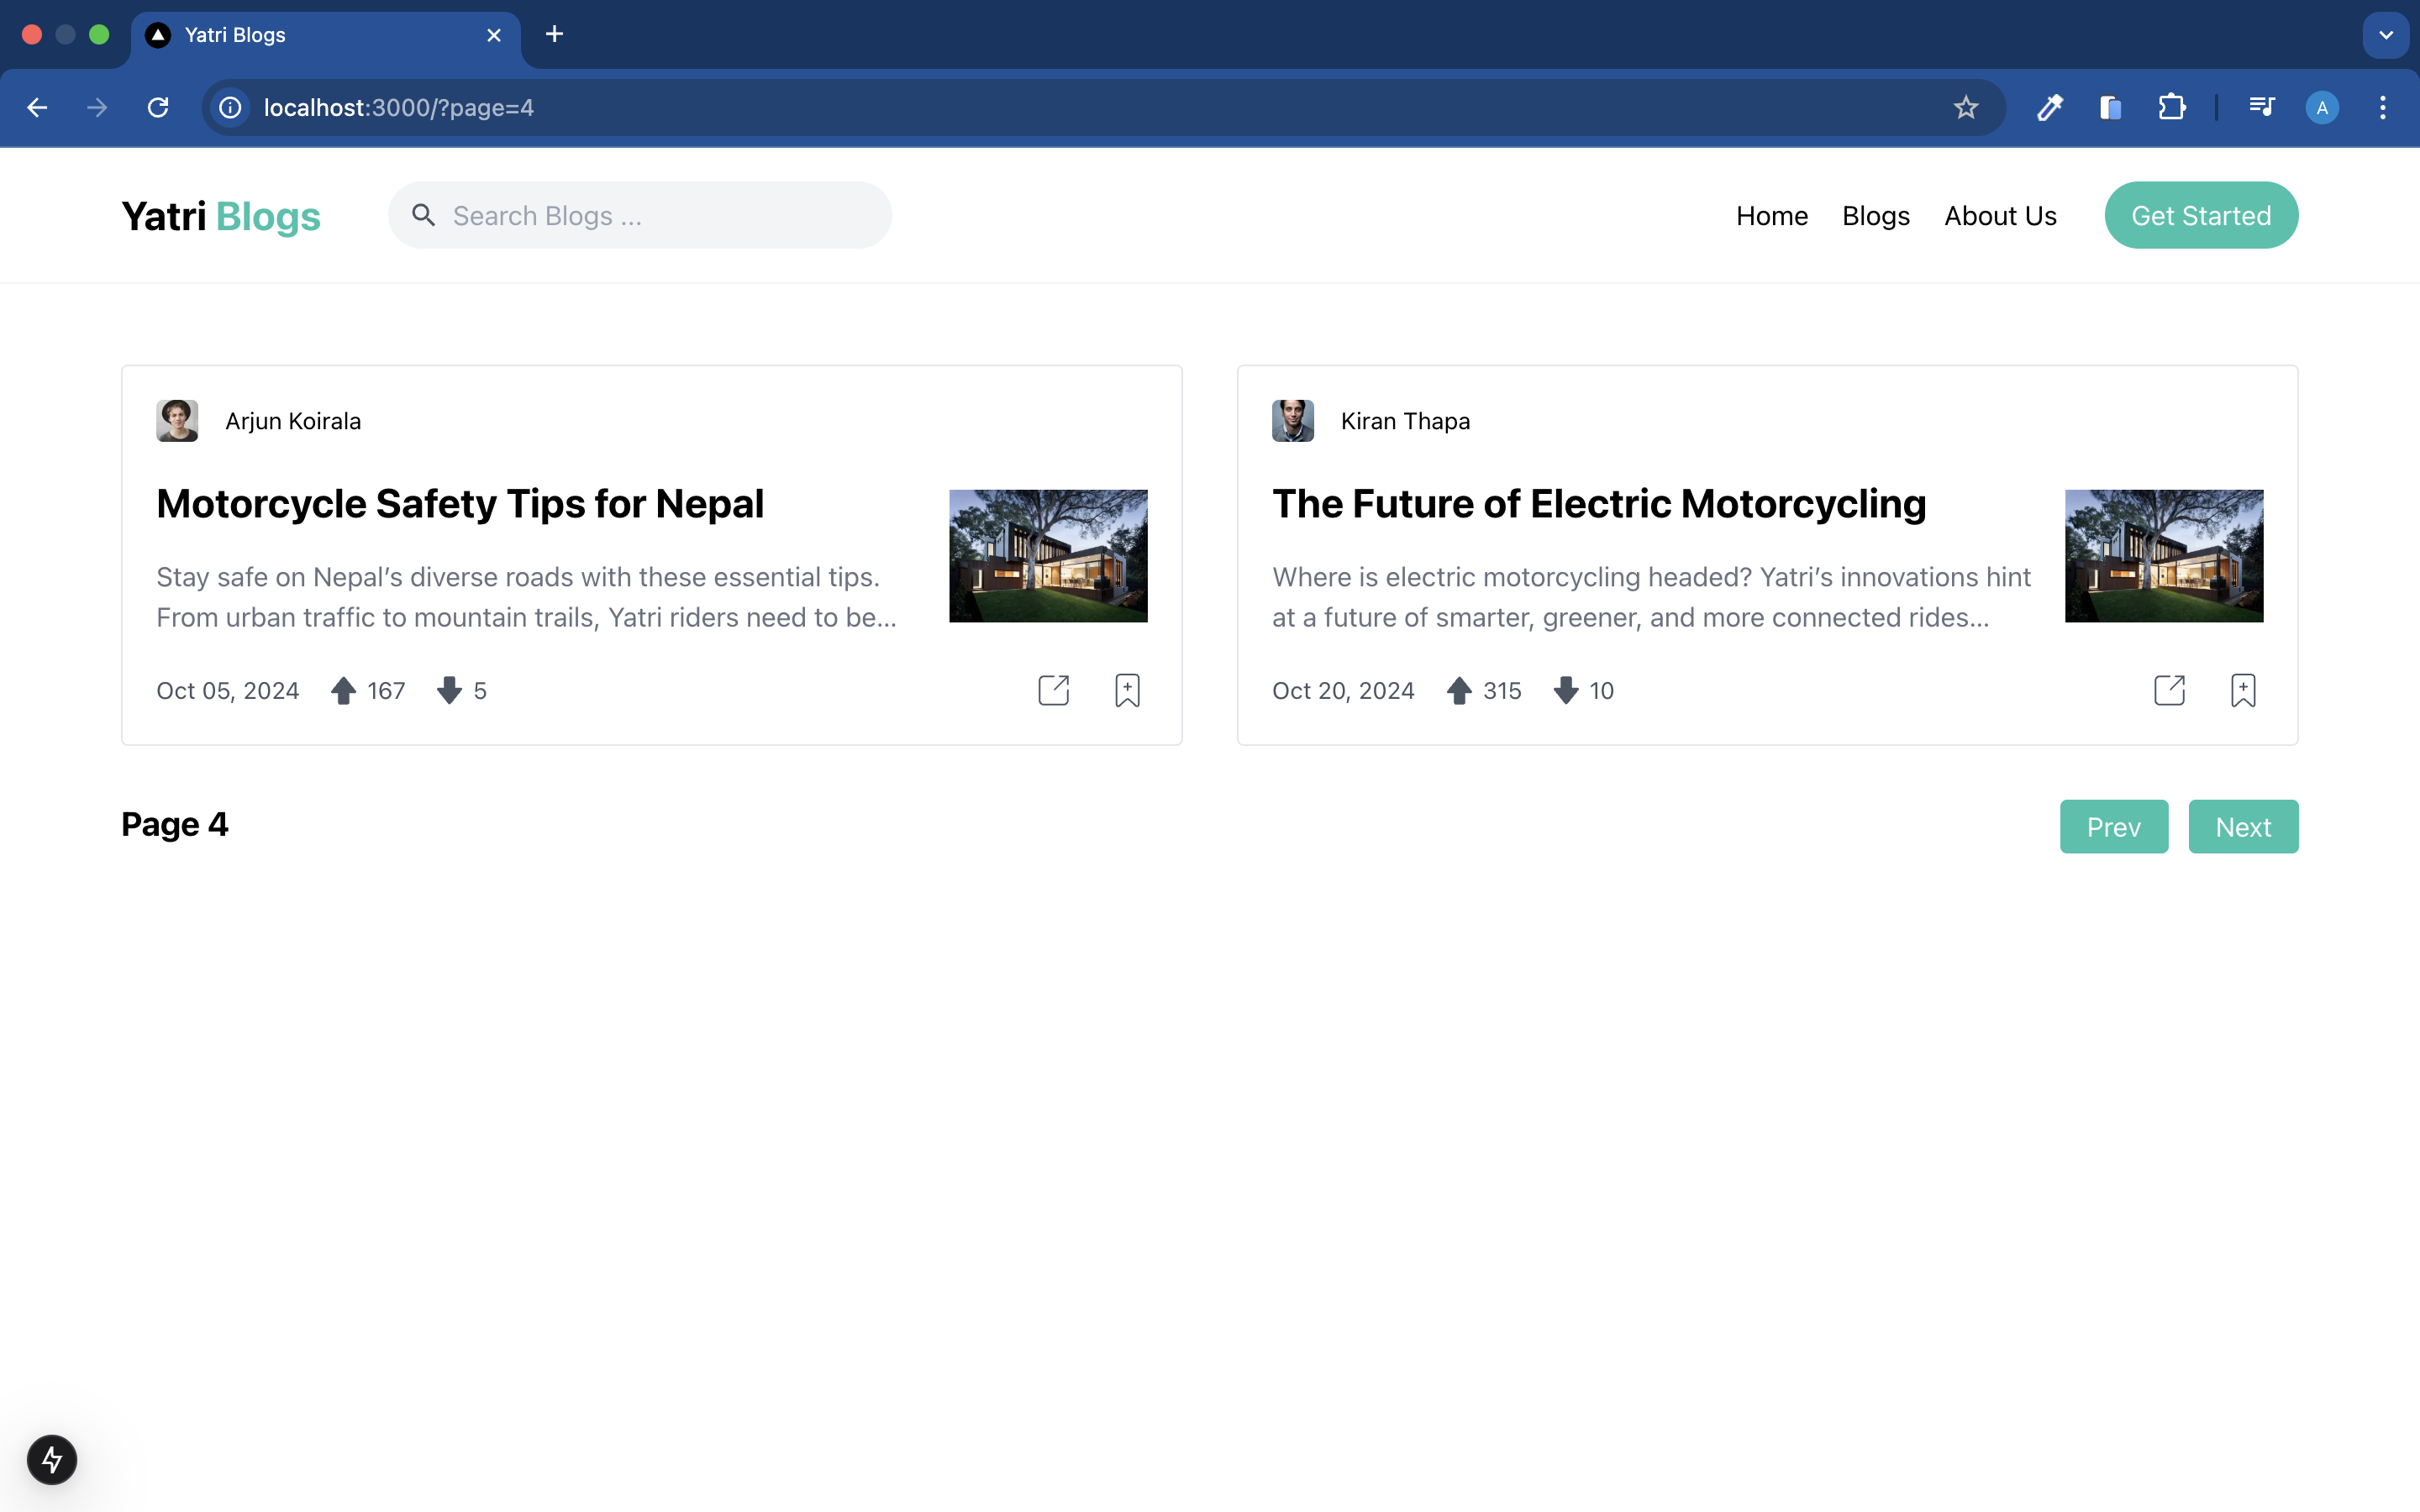 Yatri Blogs
localhost:3000/?page=4
A
Yatri Blogs
Search Blogs ...
Home
Blogs
About Us
Get Started
Arjun Koirala
Motorcycle Safety Tips for Nepal
Stay safe on Nepal’s diverse roads with these essential tips.
From urban traffic to mountain trails, Yatri riders need to be...
Oct 05, 2024
167
5
Kiran Thapa
The Future of Electric Motorcycling
Where is electric motorcycling headed? Yatri’s innovations hint
at a future of smarter, greener, and more connected rides...
Oct 20, 2024
315
10
Page 4
Prev
Next